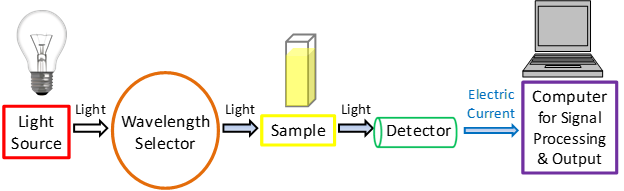 Light
Source
Light
Wavelength
Selector
Light
Sample
Light
Detector
Electric
Current
Computer
for Signal
Processing
& Output